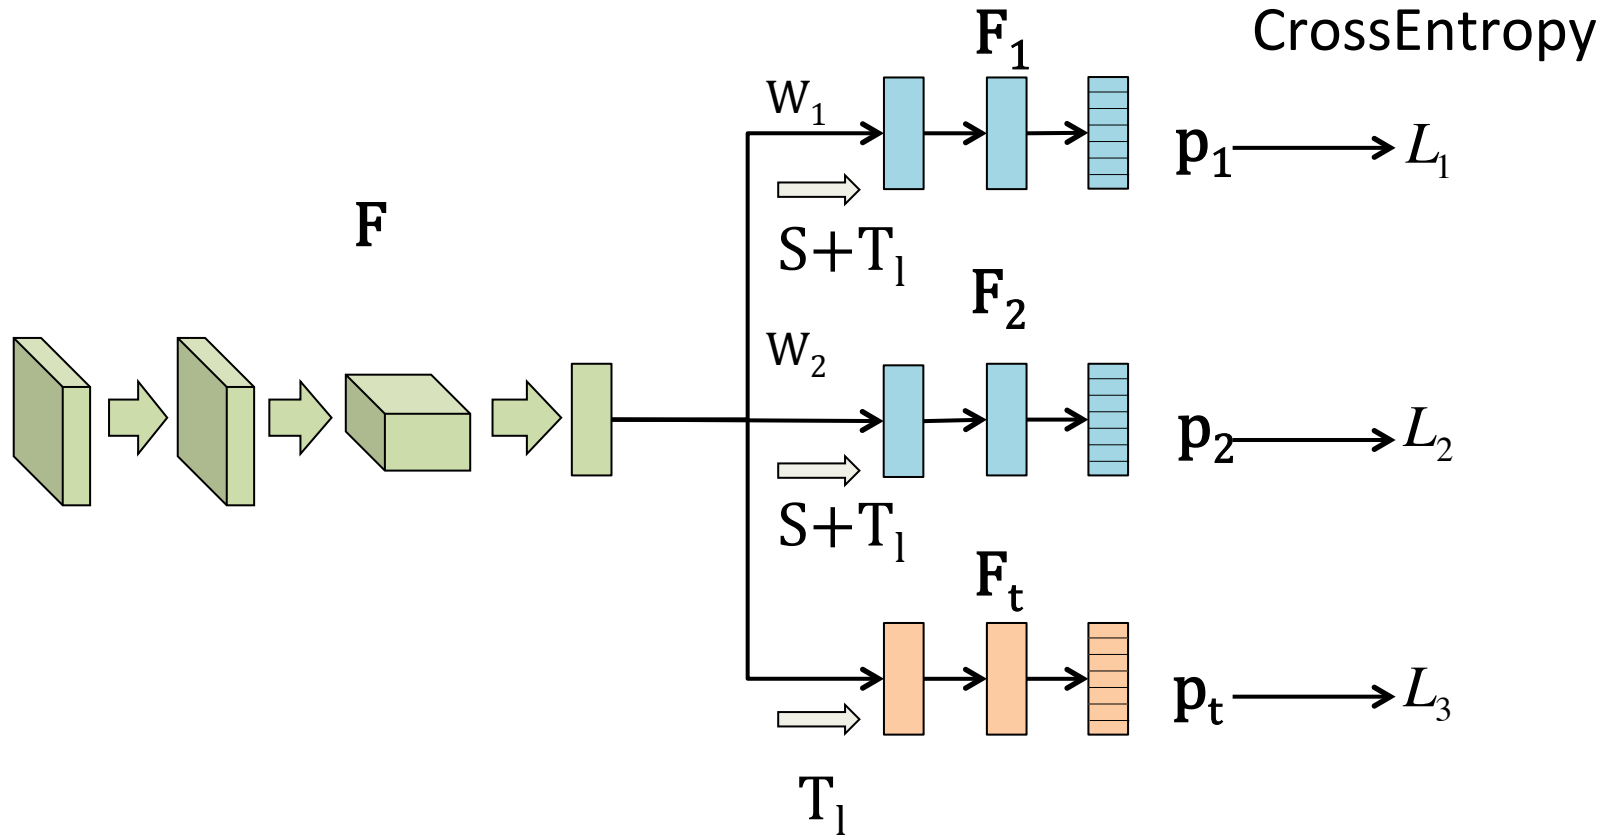 CrossEntropy
F₁
W₁
p₁
L₁
S+Tₗ
F
F₂
W₂
p₂
L₂
S+Tₗ
Fₜ
pₜ
L₃
Tₗ